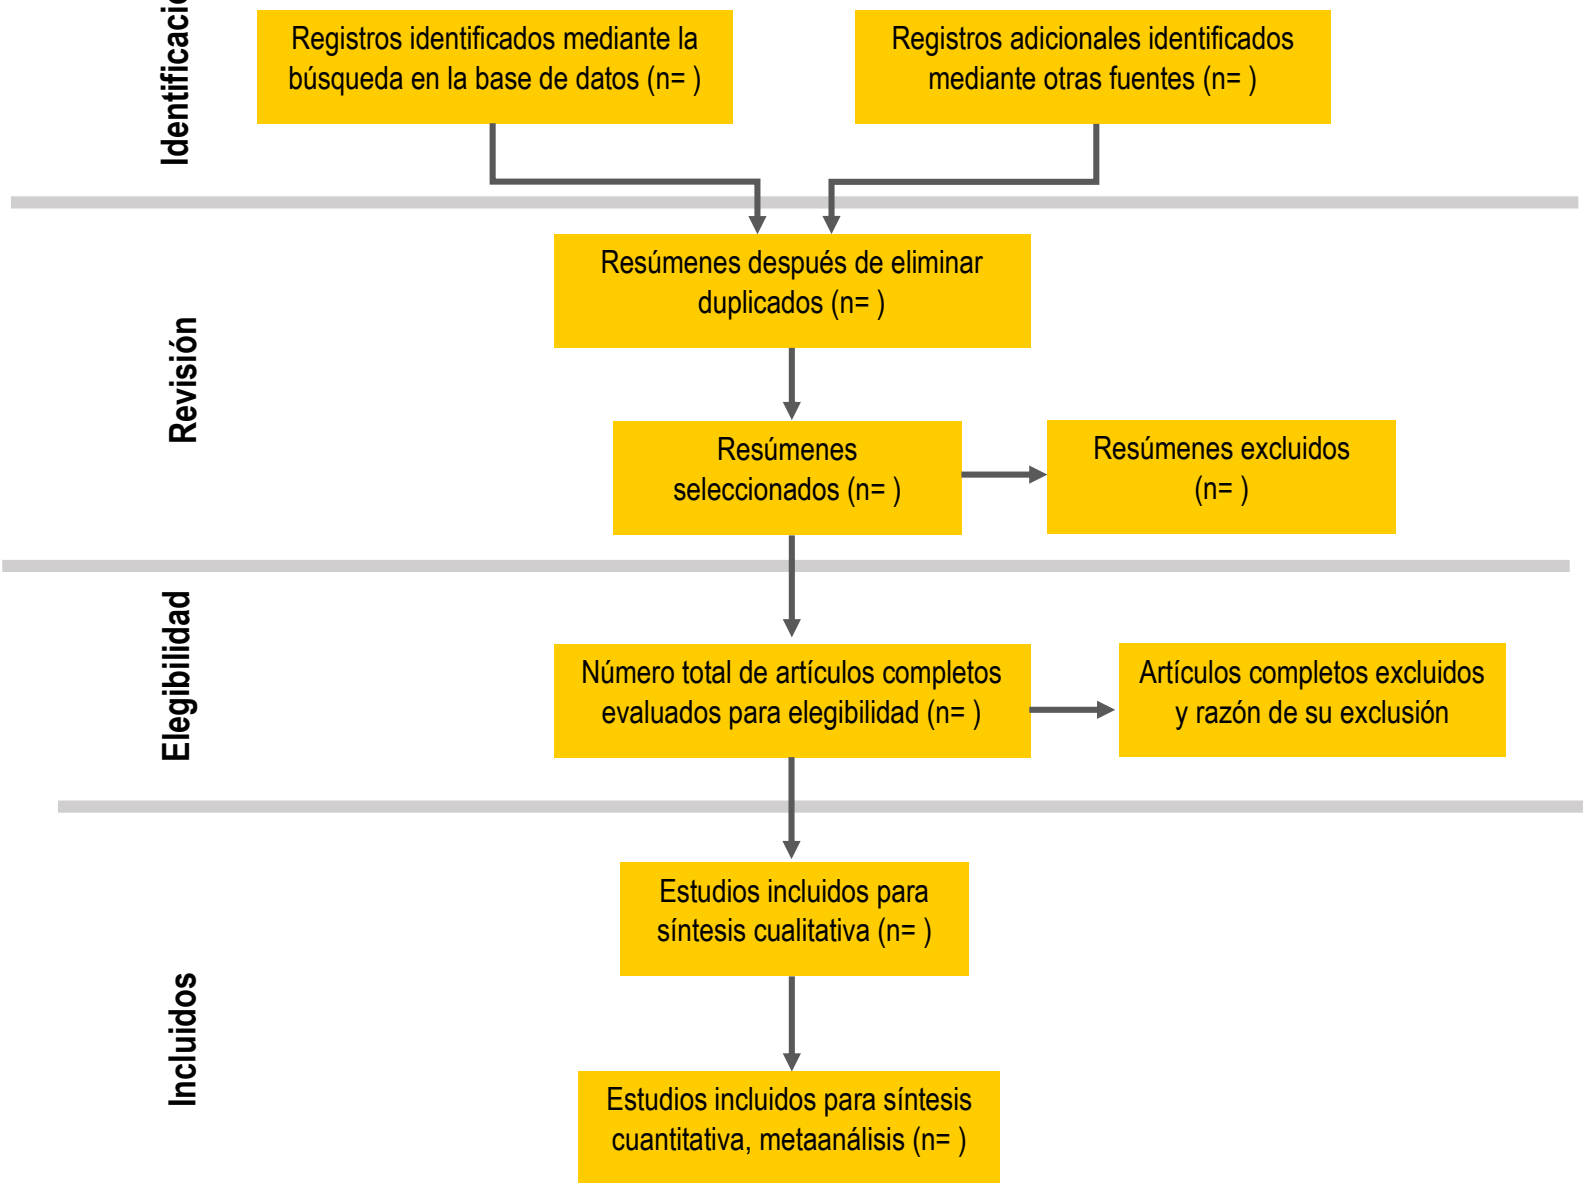 Registros identificados mediante la
búsqueda en la base de datos (n= )
Registros adicionales identificados
mediante otras fuentes (n= )
Resúmenes después de eliminar
duplicados (n= )
Revisión
Resúmenes
seleccionados (n= )
Resúmenes excluidos
(n= )
Elegibilidad
Número total de artículos completos
evaluados para elegibilidad (n= )
Artículos completos excluidos
y razón de su exclusión
Incluidos
Estudios incluidos para
síntesis cualitativa (n= )
Estudios incluidos para síntesis
cuantitativa, metaanálisis (n= )